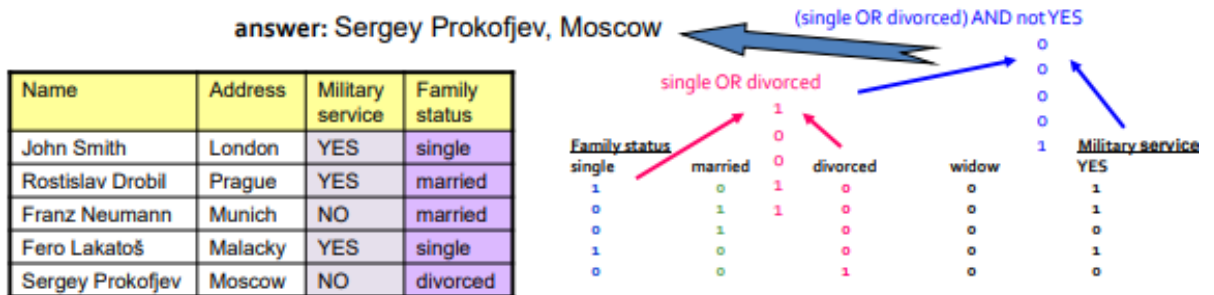 answer: Sergey Prokofjev, Moscow
(single OR divorced) AND not YES
0
0
0
0
1
single OR divorced
1
0
0
1
1
Name Address Military service Family status
John Smith London YES single
Rostislav Drobil Prague YES married
Franz Neumann Munich NO married
Fero Lakatoš Malacky YES single
Sergey Prokofjev Moscow NO divorced
Family status Military service
single married divorced widow YES
1 0 0 0 1
0 1 0 0 1
0 1 0 0 0
1 0 0 0 1
0 0 1 0 0